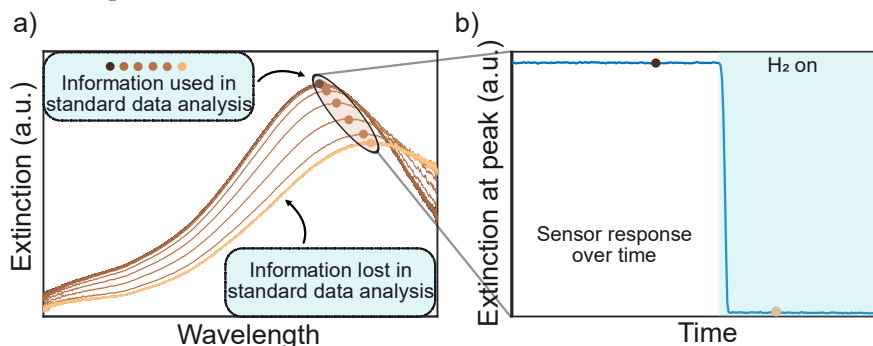 a)
Information used in
standard data analysis
Information lost in
standard data analysis
Extinction (a.u.)
Wavelength
b)
H₂ on
Sensor response
over time
Extinction at peak (a.u.)
Time